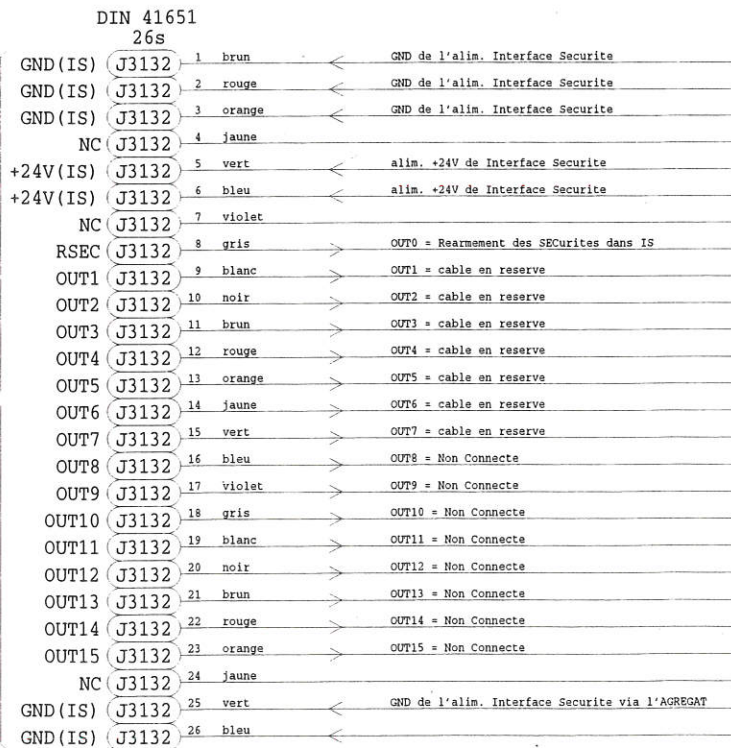 DIN 41651
26s
GND(IS) J3132 1 brun GND de l'alim. Interface Securite
GND(IS) J3132 2 rouge GND de l'alim. Interface Securite
GND(IS) J3132 3 orange GND de l'alim. Interface Securite
NC J3132 4 jaune
+24V(IS) J3132 5 vert alim. +24V de Interface Securite
+24V(IS) J3132 6 bleu alim. +24V de Interface Securite
NC J3132 7 violet
RSEC J3132 8 gris OUT0 = Rearmement des SECurites dans IS
OUT1 J3132 9 blanc OUT1 = cable en reserve
OUT2 J3132 10 noir OUT2 = cable en reserve
OUT3 J3132 11 brun OUT3 = cable en reserve
OUT4 J3132 12 rouge OUT4 = cable en reserve
OUT5 J3132 13 orange OUT5 = cable en reserve
OUT6 J3132 14 jaune OUT6 = cable en reserve
OUT7 J3132 15 vert OUT7 = cable en reserve
OUT8 J3132 16 bleu OUT8 = Non Connecte
OUT9 J3132 17 violet OUT9 = Non Connecte
OUT10 J3132 18 gris OUT10 = Non Connecte
OUT11 J3132 19 blanc OUT11 = Non Connecte
OUT12 J3132 20 noir OUT12 = Non Connecte
OUT13 J3132 21 brun OUT13 = Non Connecte
OUT14 J3132 22 rouge OUT14 = Non Connecte
OUT15 J3132 23 orange OUT15 = Non Connecte
NC J3132 24 jaune
GND(IS) J3132 25 vert GND de l'alim. Interface Securite via l'AGREGAT
GND(IS) J3132 26 bleu